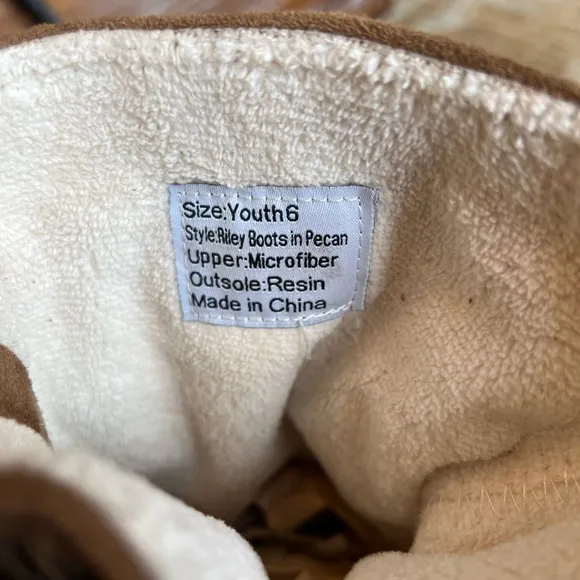 Size:Youth6
Style:Riley Boots in Pecan
Upper:Microfiber
Outsole:Resin
Made in China